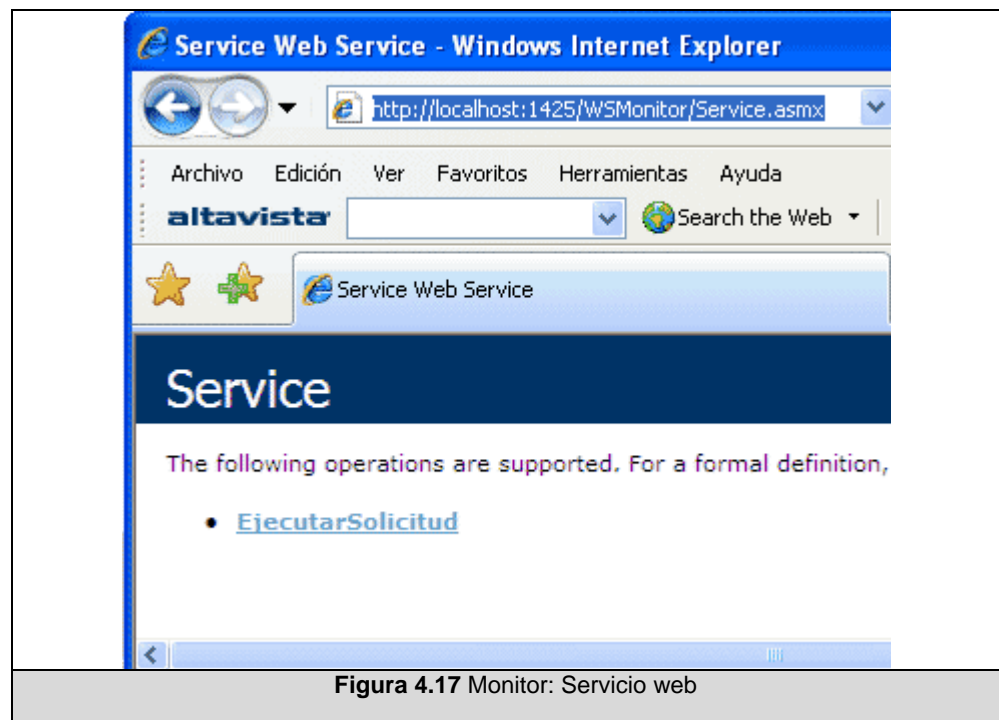 Service Web Service - Windows Internet Explorer
http://localhost:1425/WSMonitor/Service.asmx
Archivo Edición Ver Favoritos Herramientas Ayuda
altavista Search the Web
Service Web Service
Service
The following operations are supported. For a formal definition,
• EjecutarSolicitud
Figura 4.17 Monitor: Servicio web